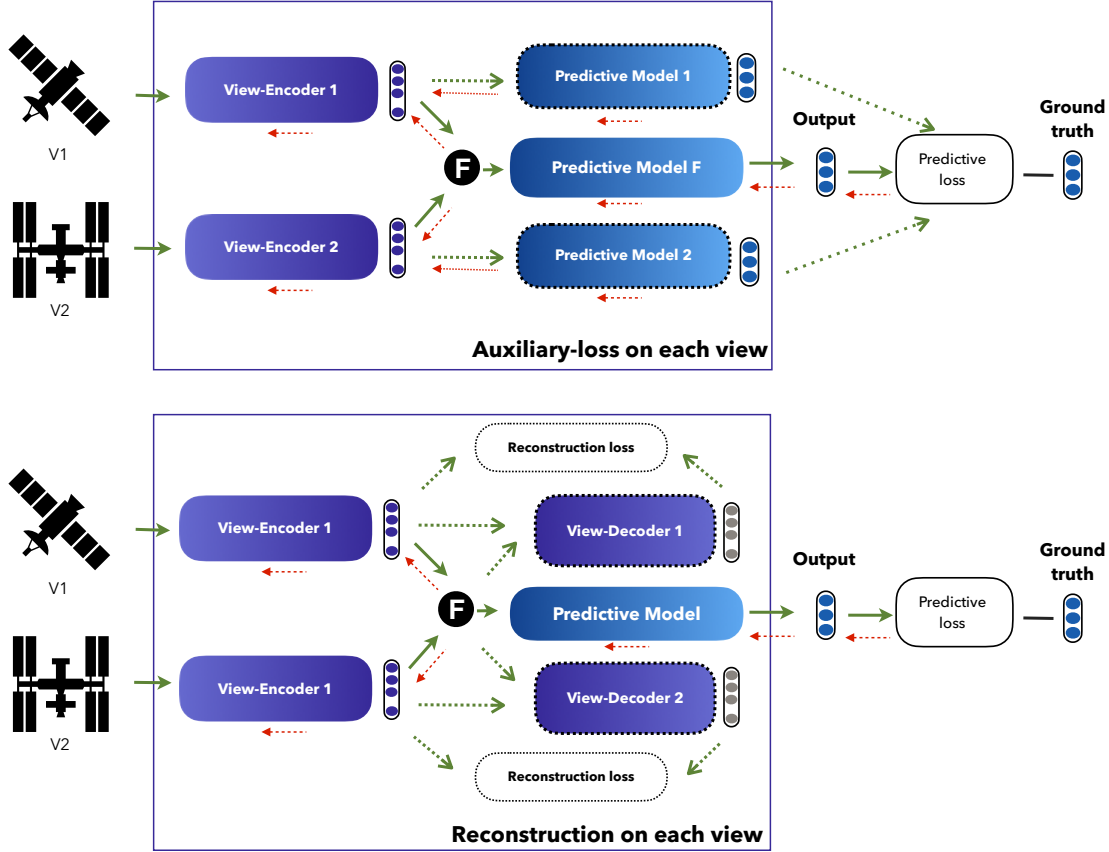 View-Encoder 1
Predictive Model 1
Output
Ground
truth
V1
F
Predictive Model F
Predictive
loss
View-Encoder 2
Predictive Model 2
V2
Auxiliary-loss on each view
Reconstruction loss
View-Encoder 1
View-Decoder 1
Output
Ground
truth
V1
F
Predictive Model
Predictive
loss
View-Encoder 1
View-Decoder 2
V2
Reconstruction loss
Reconstruction on each view